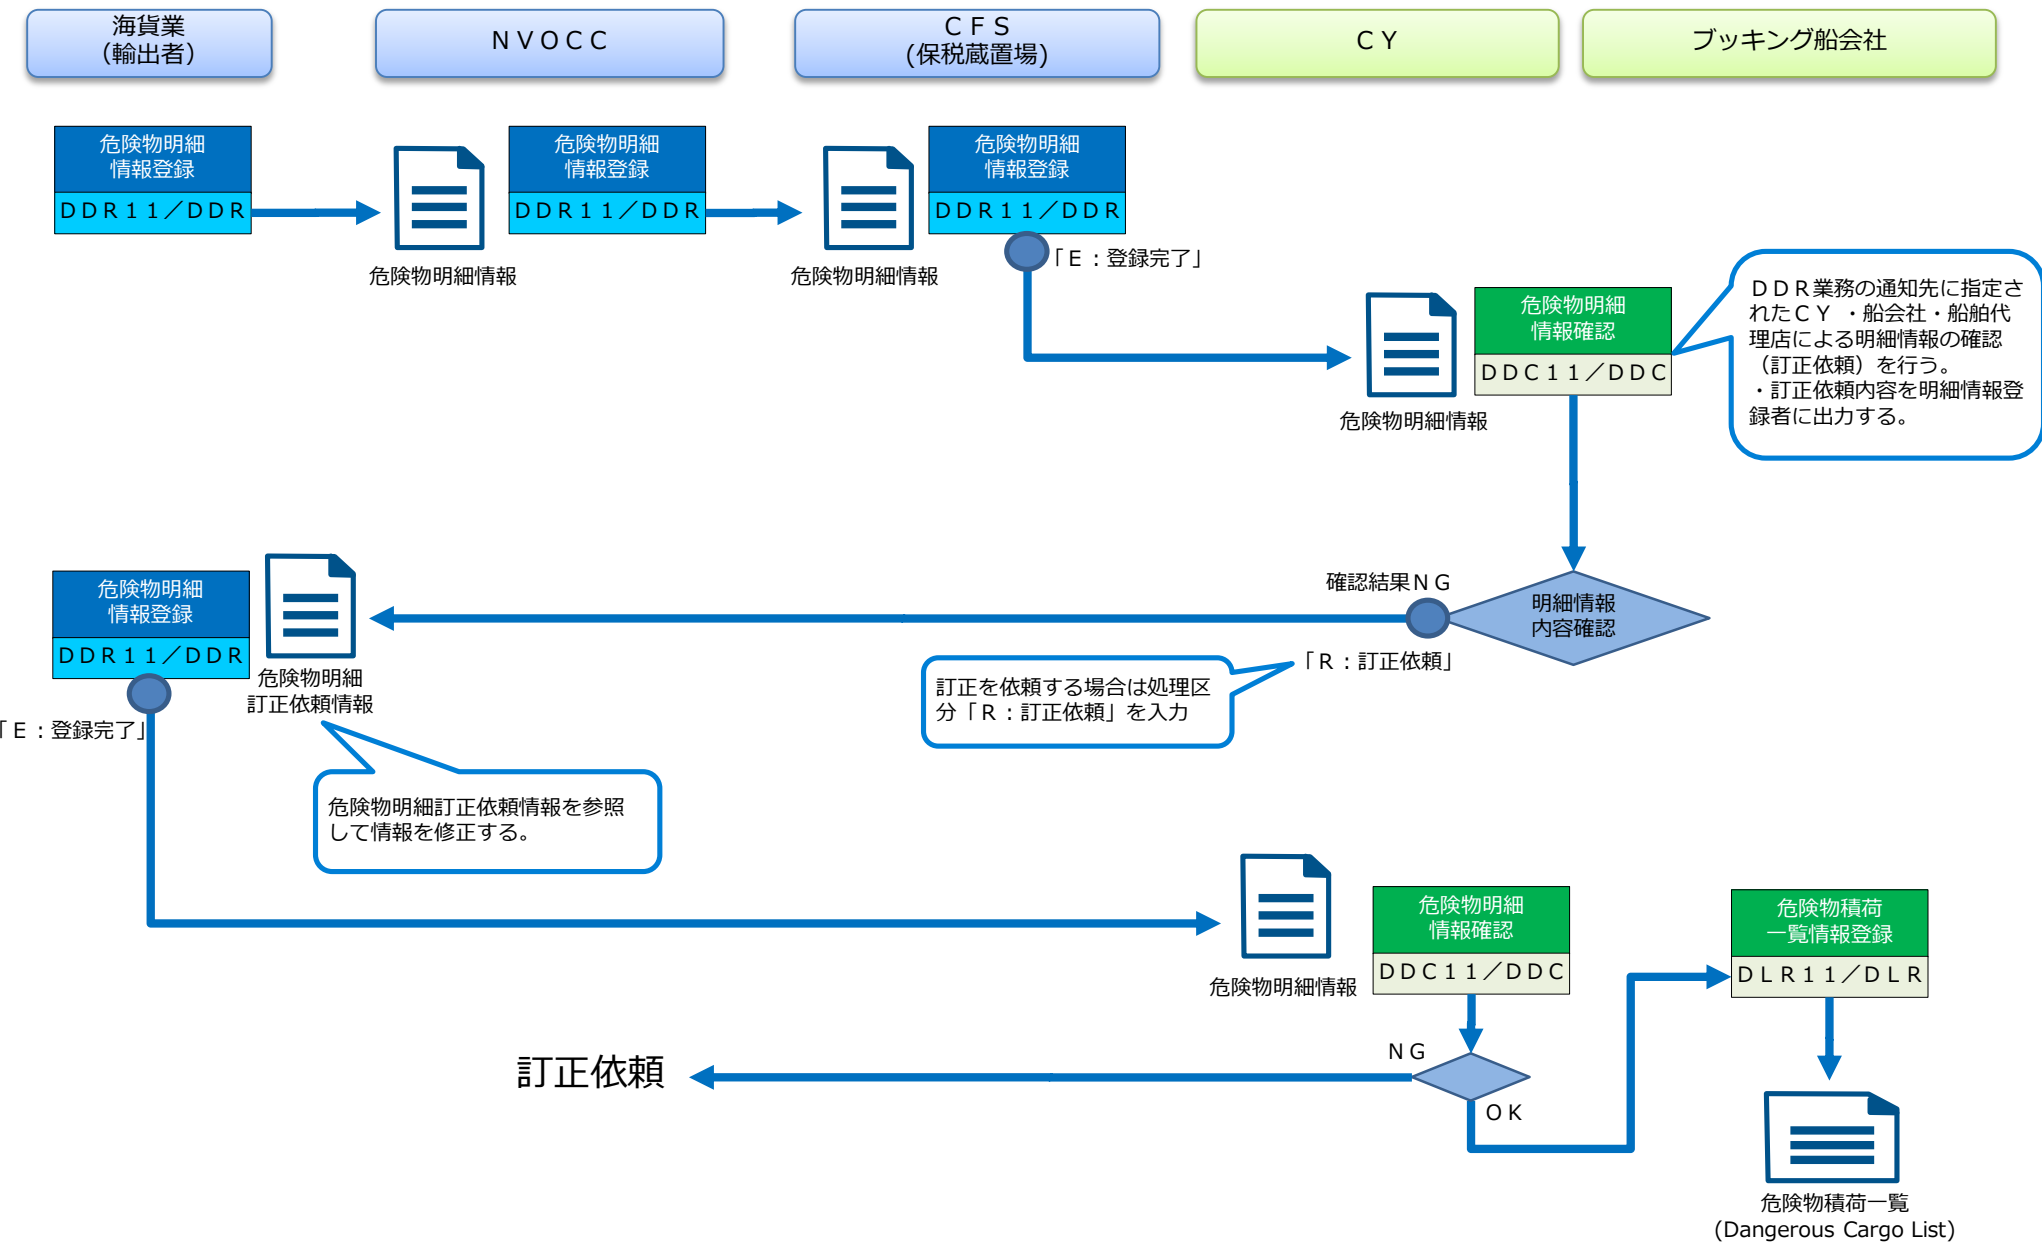 海貨業
（輸出者）
ＮＶＯＣＣ
ＣＦＳ
(保税蔵置場)
ＣＹ
ブッキング船会社
危険物明細
情報登録
ＤＤＲ１１／ＤＤＲ
危険物明細情報
危険物明細
情報登録
ＤＤＲ１１／ＤＤＲ
危険物明細情報
危険物明細
情報登録
ＤＤＲ１１／ＤＤＲ
「Ｅ：登録完了」
危険物明細情報
危険物明細
情報確認
ＤＤＣ１１／ＤＤＣ
ＤＤＲ業務の通知先に指定さ
れたＣＹ ・船会社・船舶代
理店による明細情報の確認
（訂正依頼）を行う。
・訂正依頼内容を明細情報登
録者に出力する。
危険物明細
情報登録
ＤＤＲ１１／ＤＤＲ
「Ｅ：登録完了」
危険物明細
訂正依頼情報
危険物明細訂正依頼情報を参照
して情報を修正する。
確認結果ＮＧ
明細情報
内容確認
「Ｒ：訂正依頼」
訂正を依頼する場合は処理区
分「Ｒ：訂正依頼」を入力
危険物明細情報
危険物明細
情報確認
ＤＤＣ１１／ＤＤＣ
危険物積荷
一覧情報登録
ＤＬＲ１１／ＤＬＲ
訂正依頼
ＮＧ
ＯＫ
危険物積荷一覧
(Dangerous Cargo List)